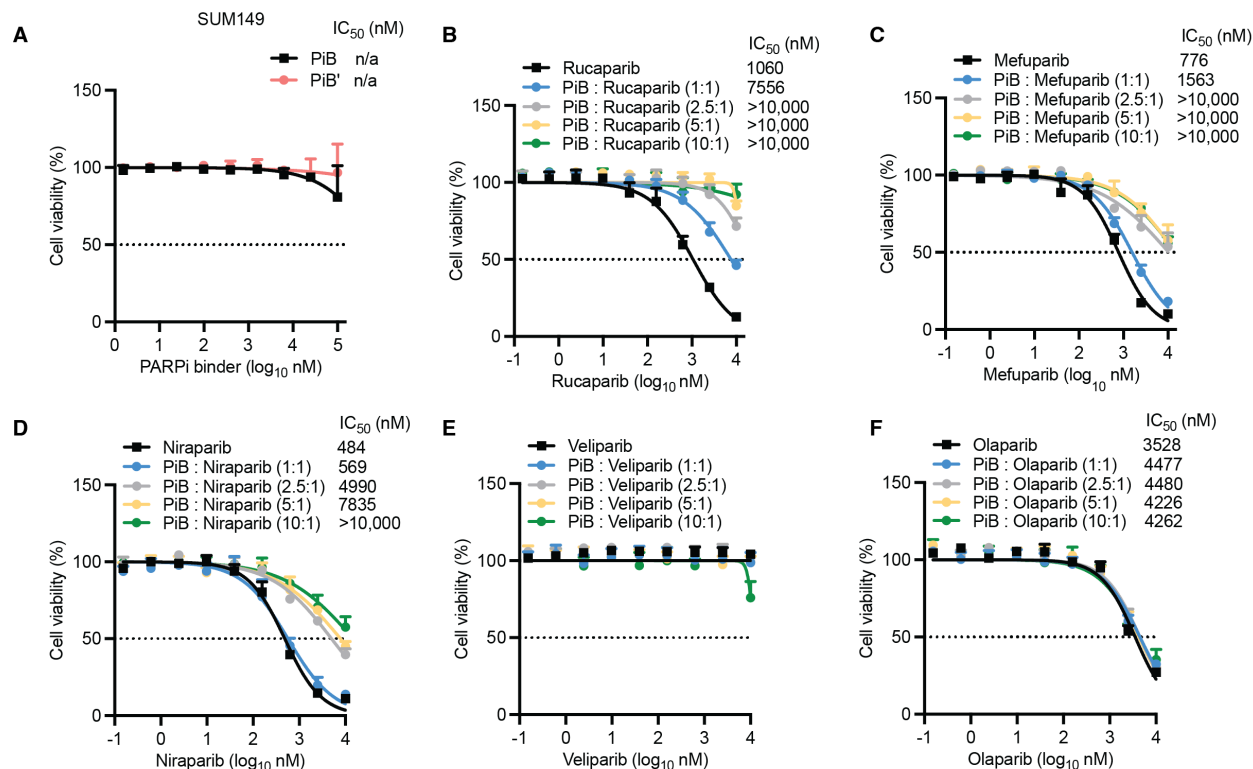 A
SUM149
IC50 (nM)
PiB n/a
PiB' n/a
150
100
50
0
Cell viability (%)
0 1 2 3 4 5
PARPi binder (log10 nM)
B
IC50 (nM)
Rucaparib 1060
PiB : Rucaparib (1:1) 7556
PiB : Rucaparib (2.5:1) >10,000
PiB : Rucaparib (5:1) >10,000
PiB : Rucaparib (10:1) >10,000
150
100
50
0
Cell viability (%)
-1 0 1 2 3 4
Rucaparib (log10 nM)
C
IC50 (nM)
Mefuparib 776
PiB : Mefuparib (1:1) 1563
PiB : Mefuparib (2.5:1) >10,000
PiB : Mefuparib (5:1) >10,000
PiB : Mefuparib (10:1) >10,000
150
100
50
0
Cell viability (%)
-1 0 1 2 3 4
Mefuparib (log10 nM)
D
IC50 (nM)
Niraparib 484
PiB : Niraparib (1:1) 569
PiB : Niraparib (2.5:1) 4990
PiB : Niraparib (5:1) 7835
PiB : Niraparib (10:1) >10,000
150
100
50
0
Cell viability (%)
-1 0 1 2 3 4
Niraparib (log10 nM)
E
Veliparib
PiB : Veliparib (1:1)
PiB : Veliparib (2.5:1)
PiB : Veliparib (5:1)
PiB : Veliparib (10:1)
150
100
50
0
Cell viability (%)
-1 0 1 2 3 4
Veliparib (log10 nM)
F
IC50 (nM)
Olaparib 3528
PiB : Olaparib (1:1) 4477
PiB : Olaparib (2.5:1) 4480
PiB : Olaparib (5:1) 4226
PiB : Olaparib (10:1) 4262
150
100
50
0
Cell viability (%)
-1 0 1 2 3 4
Olaparib (log10 nM)